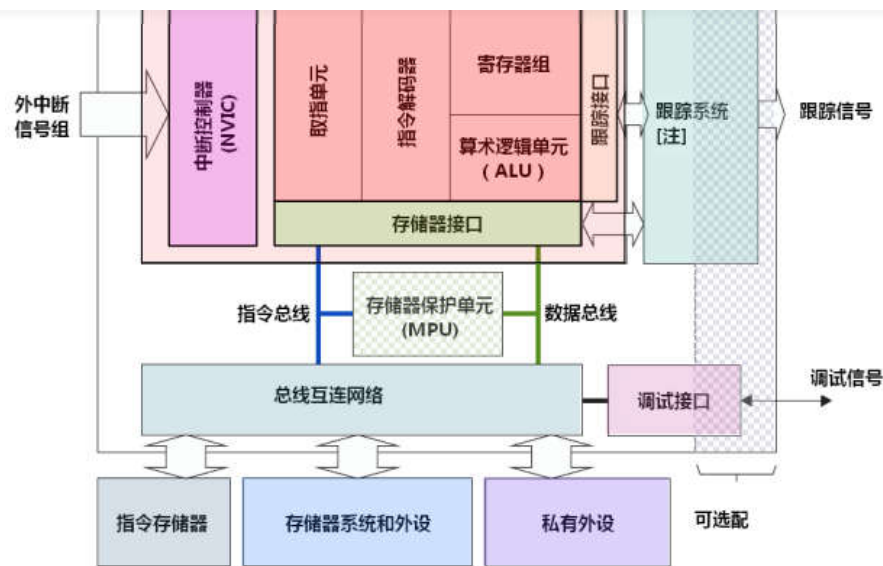 外中断
信号组
中断控制器
(NVIC)
取指单元
指令解码器
寄存器组
算术逻辑单元
（ALU）
跟踪接口
跟踪系统
[注]
跟踪信号
存储器接口
指令总线
存储器保护单元
(MPU)
数据总线
总线互连网络
调试接口
调试信号
指令存储器
存储器系统和外设
私有外设
可选配